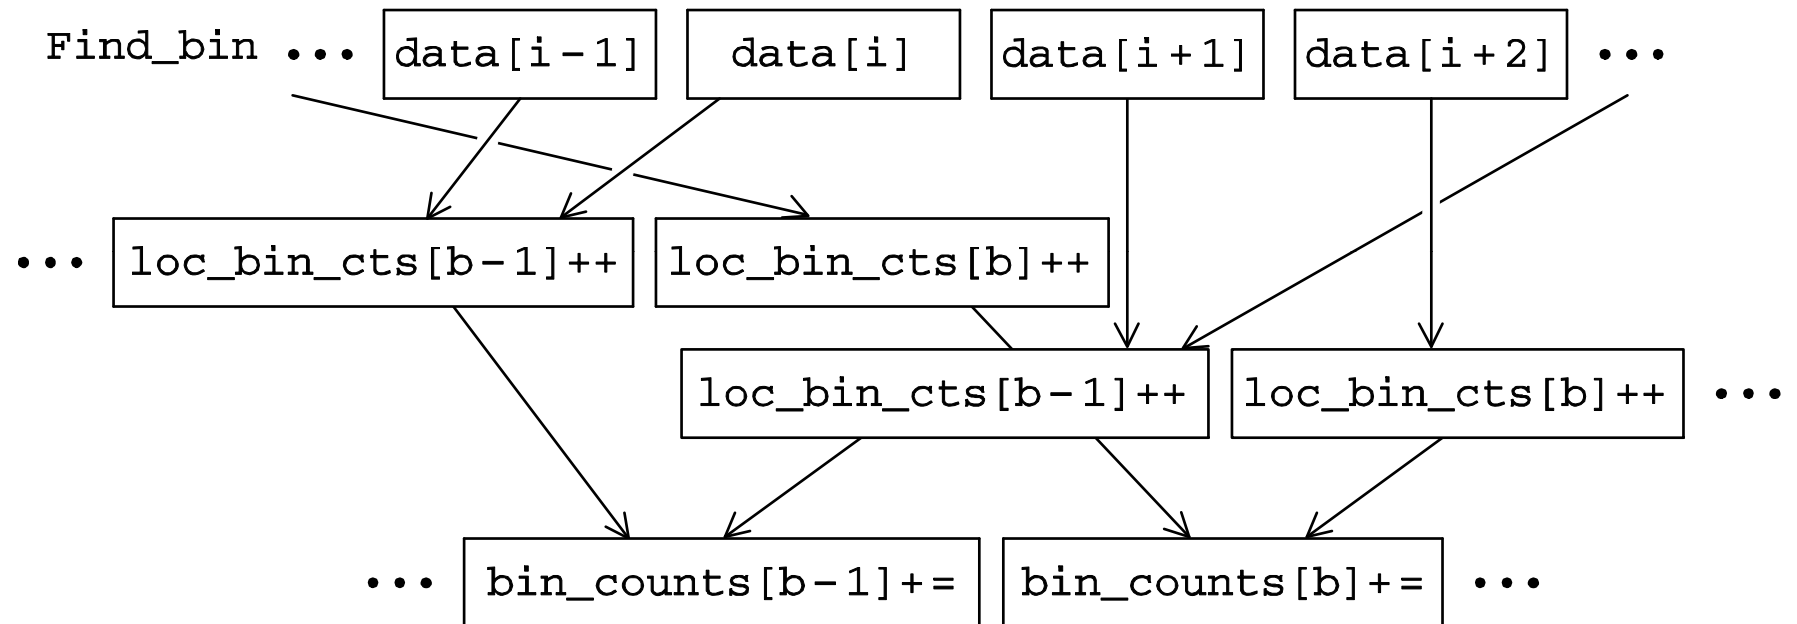 Find_bin ••• data[i-1] data[i] data[i+1] data[i+2] •••
••• loc_bin_cts[b-1]++ loc_bin_cts[b]++
loc_bin_cts[b-1]++ loc_bin_cts[b]++ •••
••• bin_counts[b-1]+= bin_counts[b]+= •••